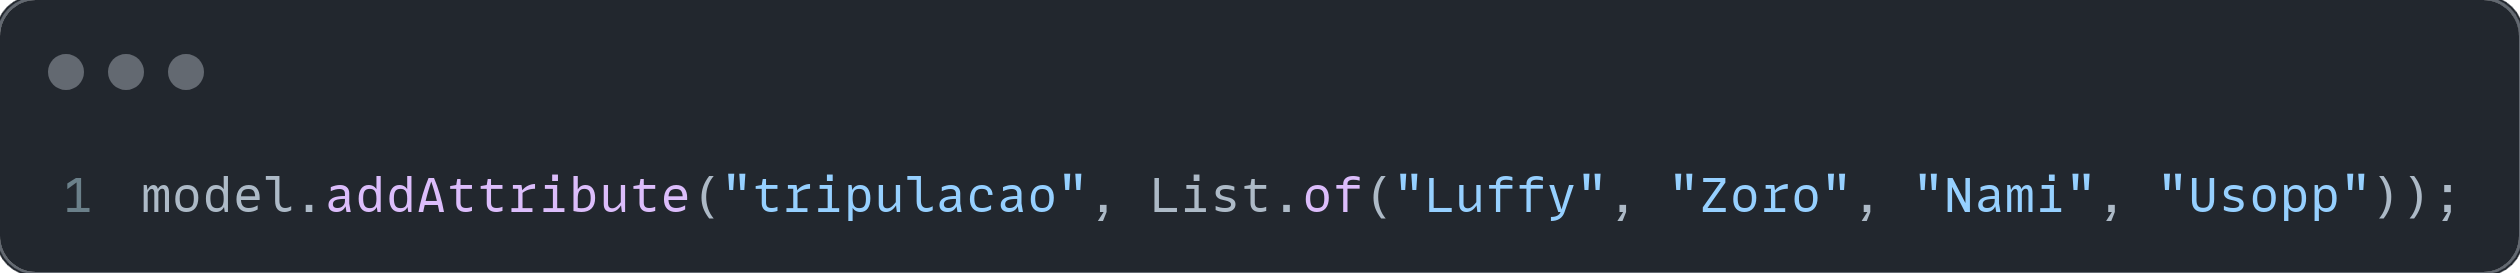 1 model.addAttribute("tripulacao", List.of("Luffy", "Zoro", "Nami", "Usopp"));